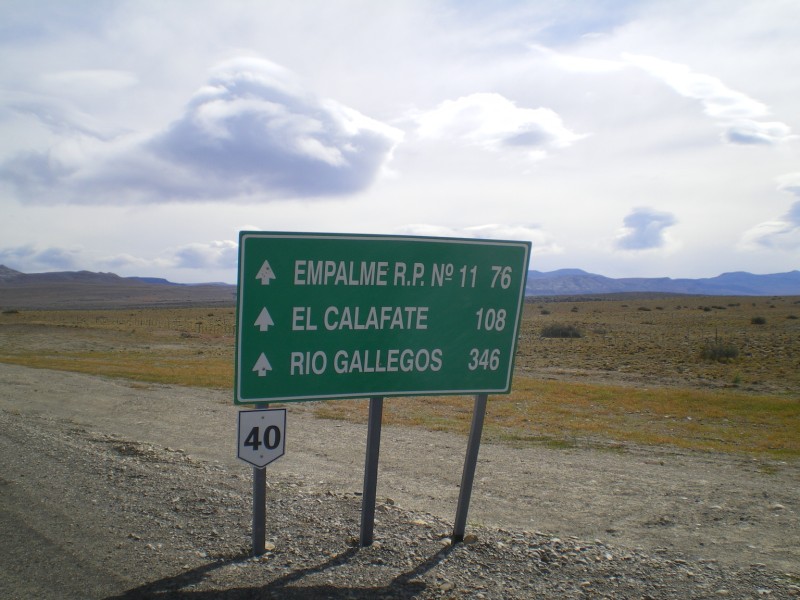 EMPALME R.P. Nº 11 76
EL CALAFATE 108
RIO GALLEGOS 346
40